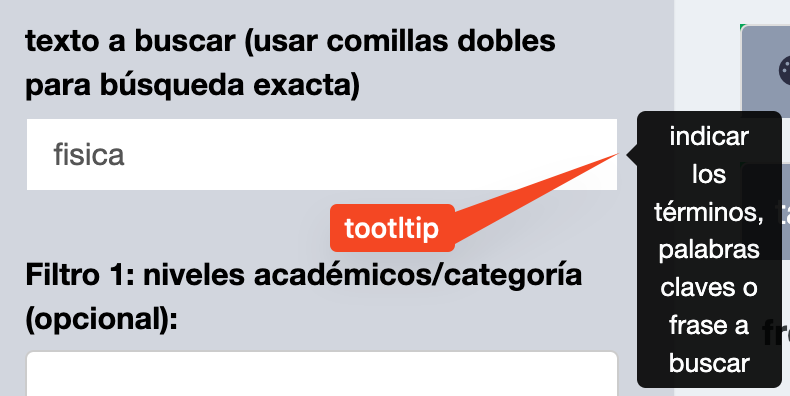 texto a buscar (usar comillas dobles
para búsqueda exacta)
fisica
tootltip
indicar
los
términos,
palabras
claves o
frase a
buscar
Filtro 1: niveles académicos/categoría
(opcional):